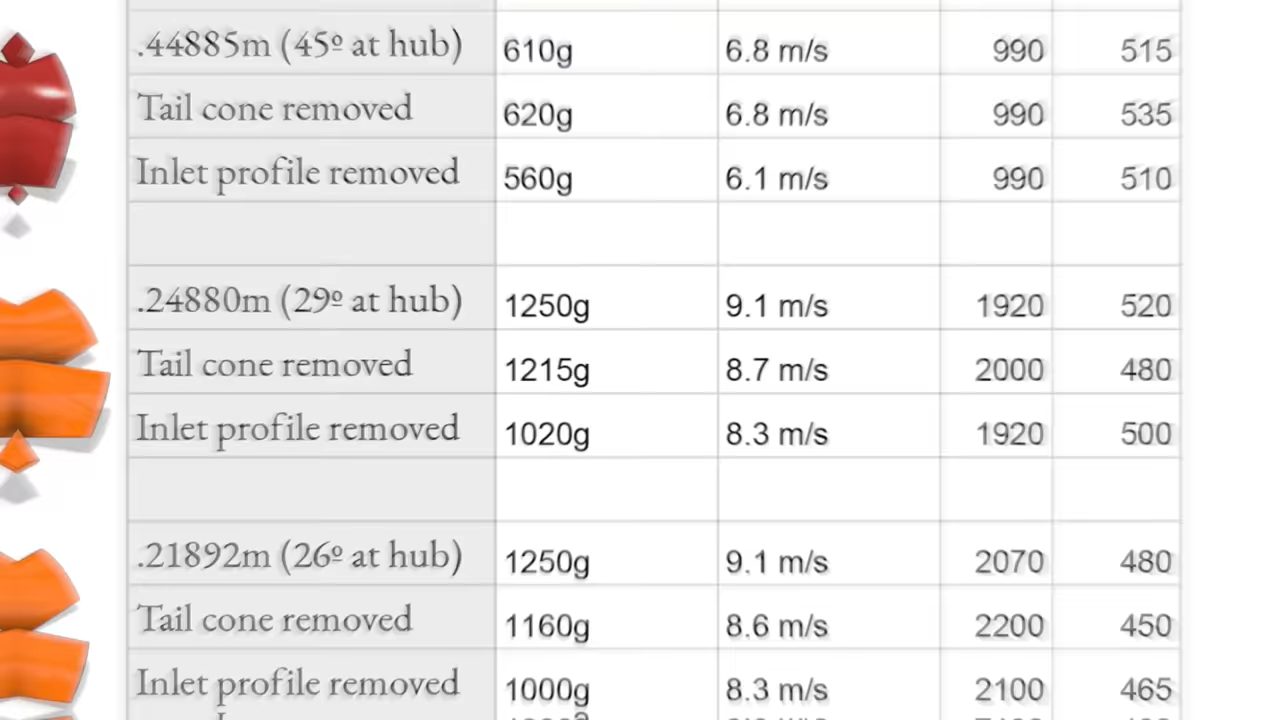 .44885m (45º at hub) 610g 6.8 m/s 990 515
Tail cone removed 620g 6.8 m/s 990 535
Inlet profile removed 560g 6.1 m/s 990 510
.24880m (29º at hub) 1250g 9.1 m/s 1920 520
Tail cone removed 1215g 8.7 m/s 2000 480
Inlet profile removed 1020g 8.3 m/s 1920 500
.21892m (26º at hub) 1250g 9.1 m/s 2070 480
Tail cone removed 1160g 8.6 m/s 2200 450
Inlet profile removed 1000g 8.3 m/s 2100 465